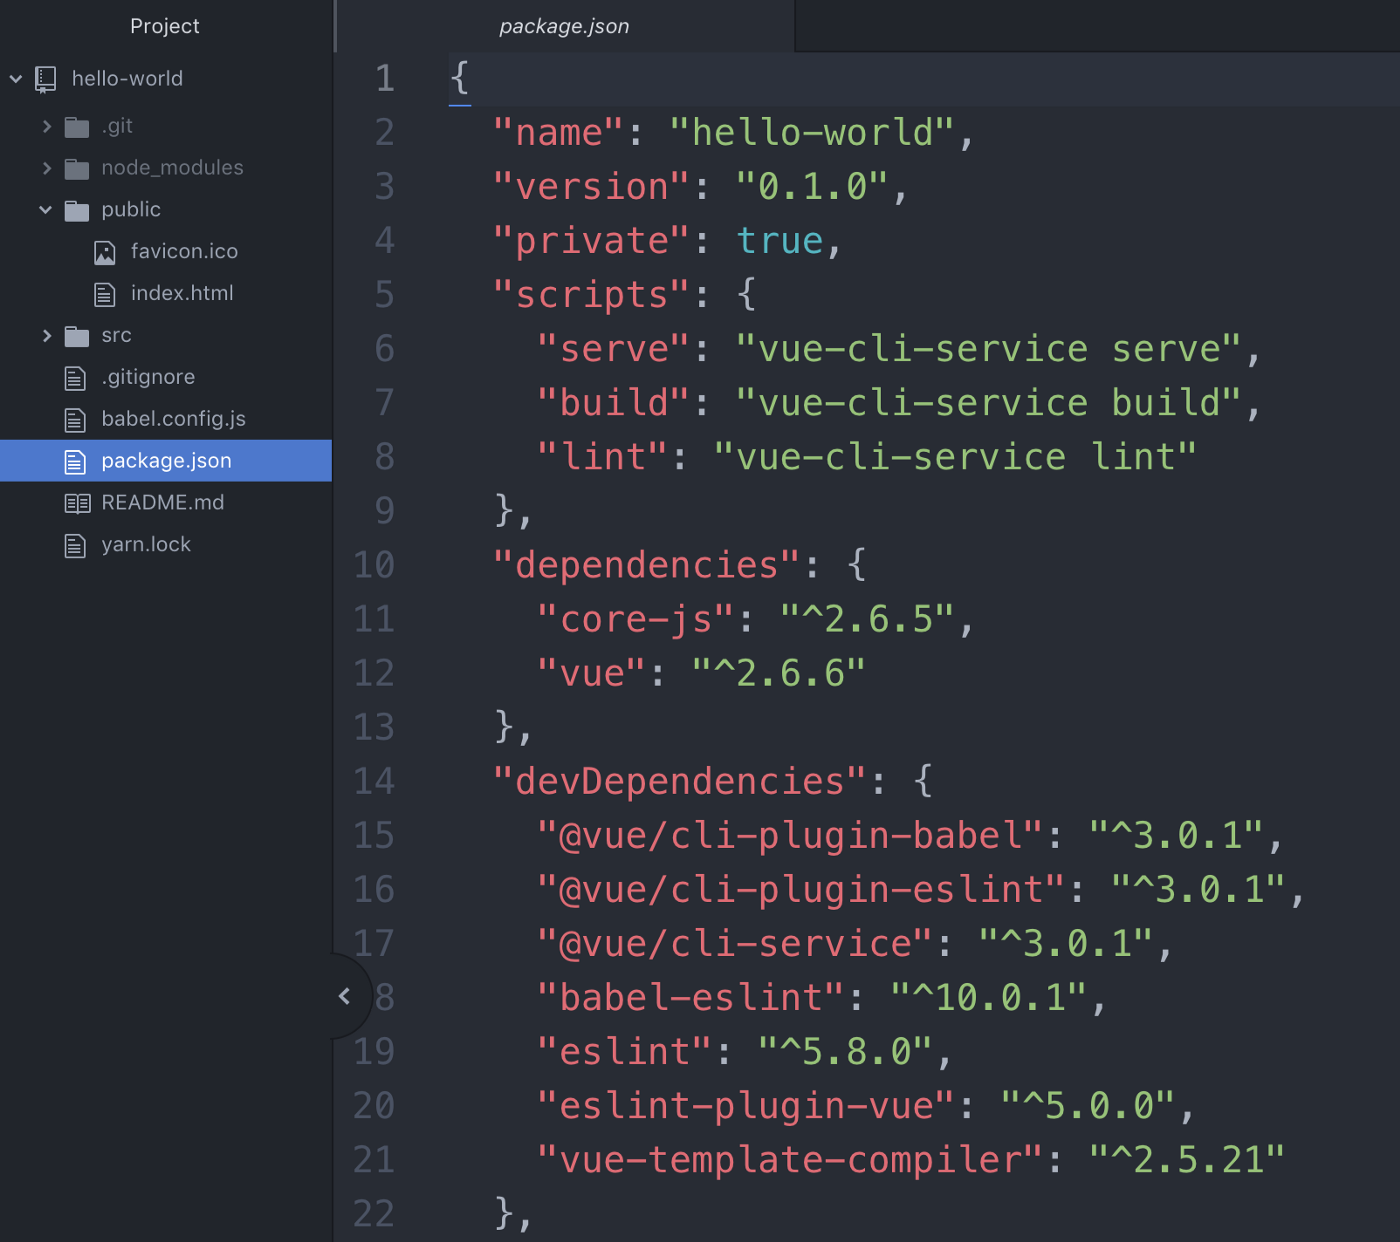 Project
hello-world
.git
node_modules
public
favicon.ico
index.html
src
.gitignore
babel.config.js
package.json
README.md
yarn.lock
package.json
1 {
2   "name": "hello-world",
3   "version": "0.1.0",
4   "private": true,
5   "scripts": {
6     "serve": "vue-cli-service serve",
7     "build": "vue-cli-service build",
8     "lint": "vue-cli-service lint"
9   },
10   "dependencies": {
11     "core-js": "^2.6.5",
12     "vue": "^2.6.6"
13   },
14   "devDependencies": {
15     "@vue/cli-plugin-babel": "^3.0.1",
16     "@vue/cli-plugin-eslint": "^3.0.1",
17     "@vue/cli-service": "^3.0.1",
8     "babel-eslint": "^10.0.1",
19     "eslint": "^5.8.0",
20     "eslint-plugin-vue": "^5.0.0",
21     "vue-template-compiler": "^2.5.21"
22   },